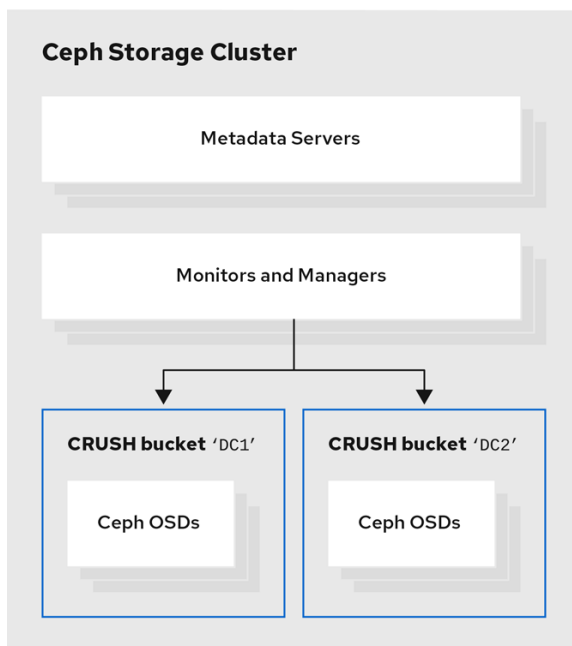 Ceph Storage Cluster
Metadata Servers
Monitors and Managers
CRUSH bucket ‘DC1’
Ceph OSDs
CRUSH bucket ‘DC2’
Ceph OSDs